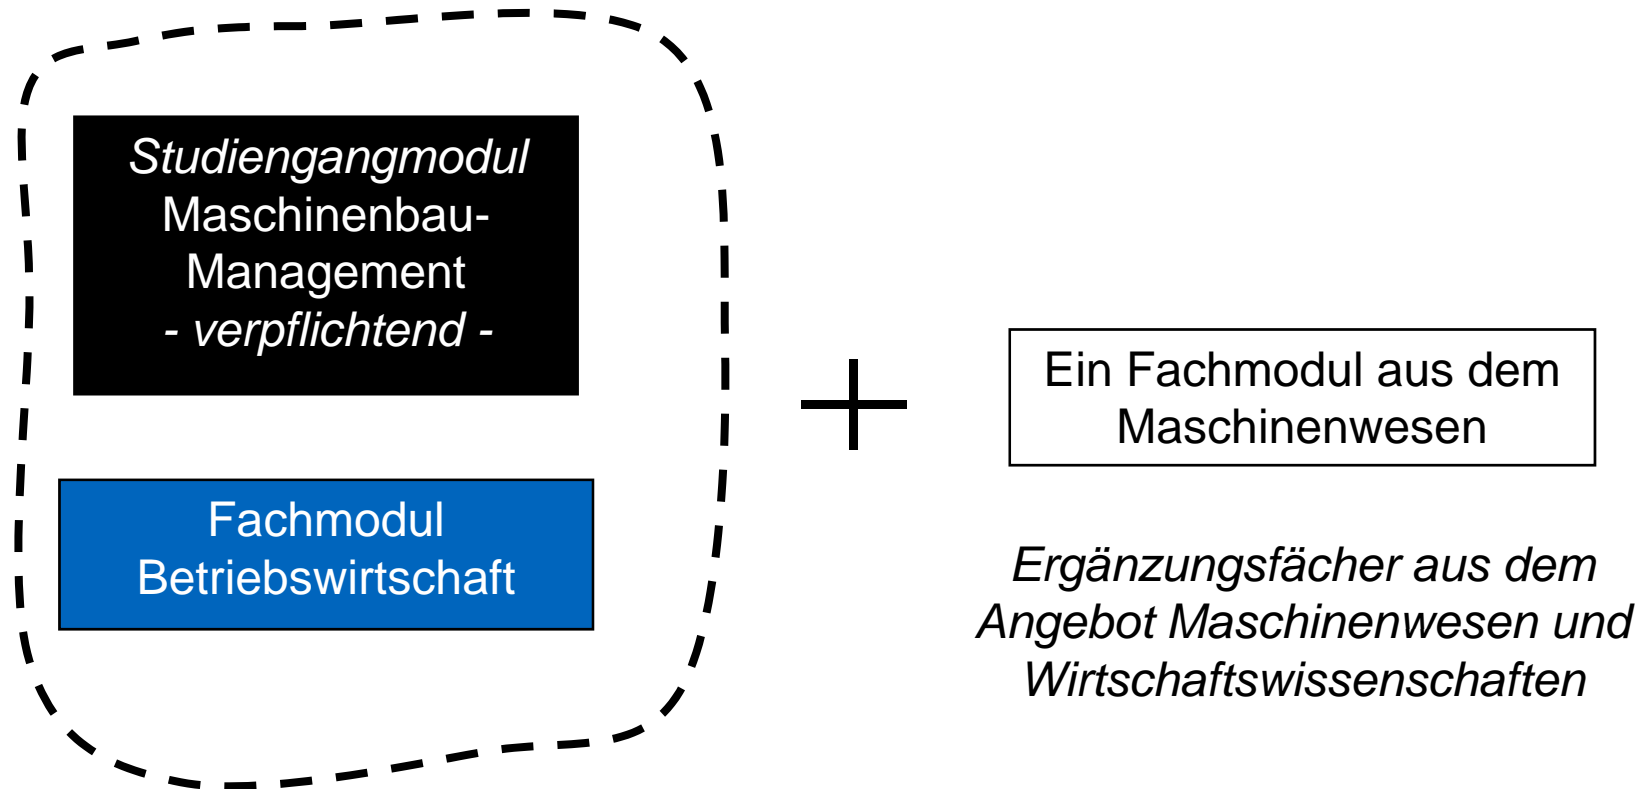 Studiengangmodul
Maschinenbau-
Management
- verpflichtend -
Fachmodul
Betriebswirtschaft
Ein Fachmodul aus dem
Maschinenwesen
Ergänzungsfächer aus dem
Angebot Maschinenwesen und
Wirtschaftswissenschaften